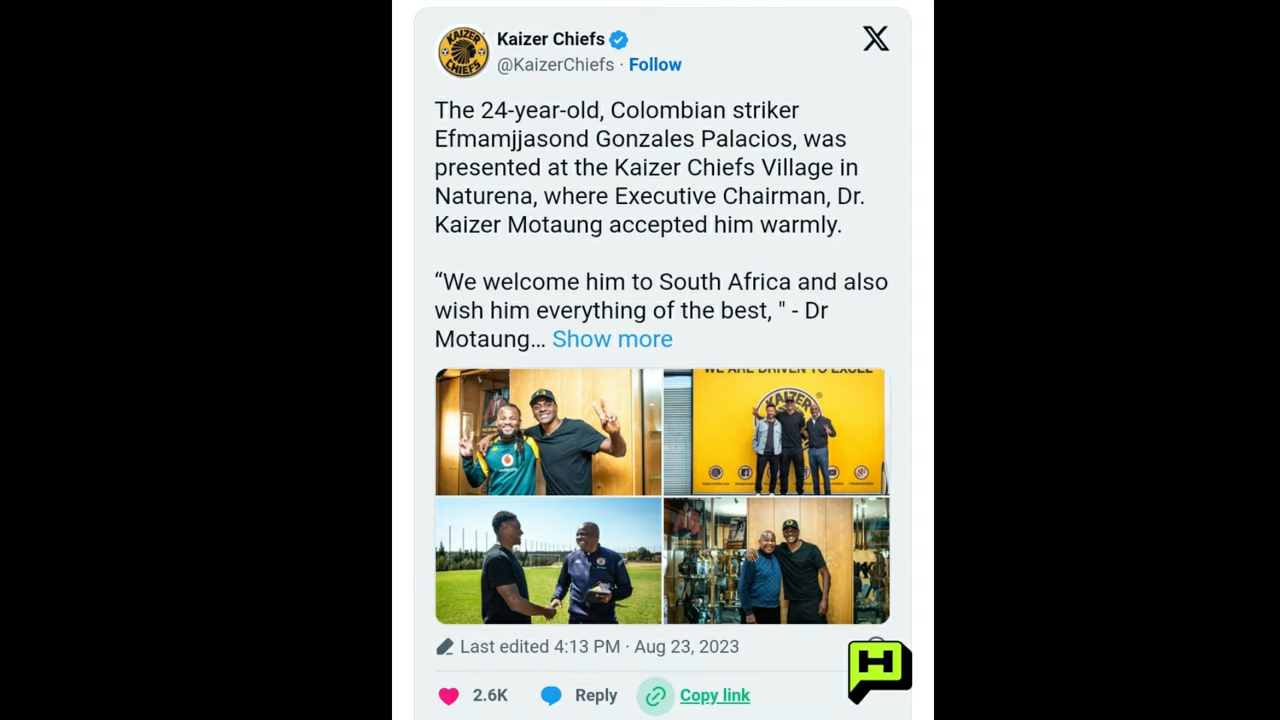 KAIZER
CHIEFS
Kaizer Chiefs
@KaizerChiefs · Follow
The 24-year-old, Colombian striker
Efmamjjasond Gonzales Palacios, was
presented at the Kaizer Chiefs Village in
Naturena, where Executive Chairman, Dr.
Kaizer Motaung accepted him warmly.
“We welcome him to South Africa and also
wish him everything of the best, " - Dr
Motaung... Show more
WE ARE DRIVEN TO EXCEL
KAIZER
Last edited 4:13 PM · Aug 23, 2023
H
2.6K Reply Copy link